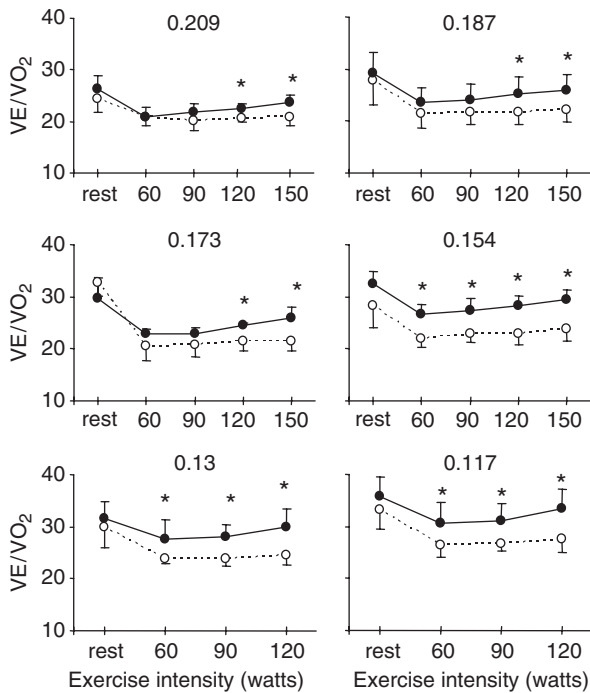 0.209
VE/VO2
40
30
20
10
* *
rest 60 90 120 150
0.187
* *
rest 60 90 120 150
0.173
VE/VO2
40
30
20
10
* *
rest 60 90 120 150
0.154
* * * *
rest 60 90 120 150
0.13
VE/VO2
40
30
20
10
* * *
rest 60 90 120
Exercise intensity (watts)
0.117
* * *
rest 60 90 120
Exercise intensity (watts)